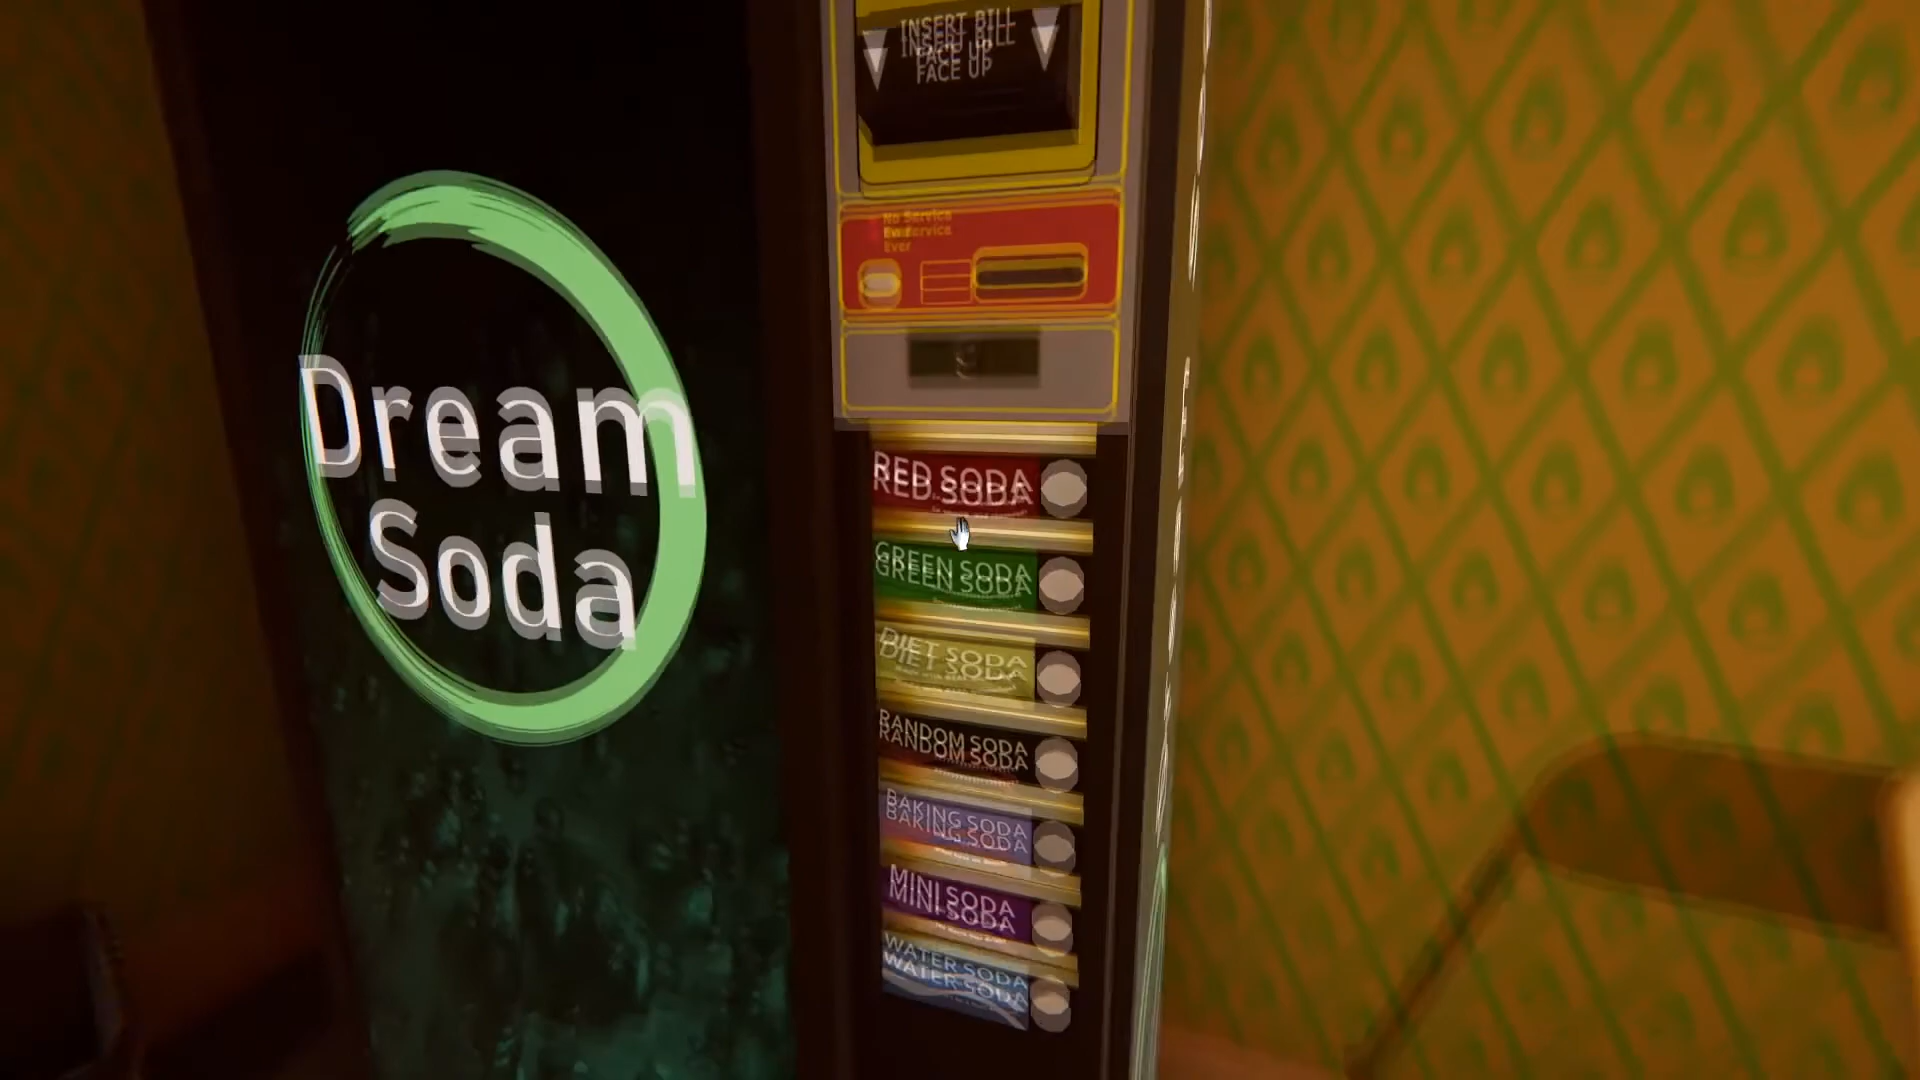 INSERT BILL
FACE UP
No Service
Ever
Dream
Soda
RED SODA
GREEN SODA
DIET SODA
RANDOM SODA
BAKING SODA
MINI SODA
WATER SODA